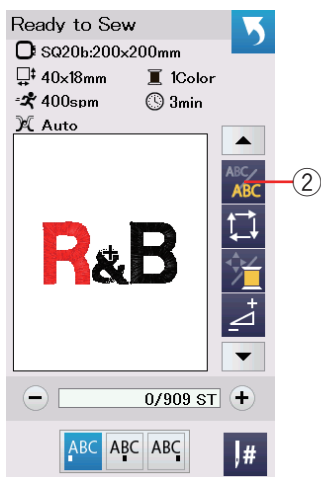 Ready to Sew
SQ20b:200x200mm
40x18mm 1Color
400spm 3min
Auto
ABC/ABC
2
R&B
− 0/909 ST +
ABC ABC ABC #